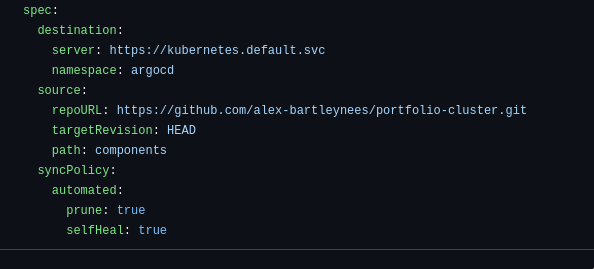 spec:
  destination:
    server: https://kubernetes.default.svc
    namespace: argocd
  source:
    repoURL: https://github.com/alex-bartleynees/portfolio-cluster.git
    targetRevision: HEAD
    path: components
  syncPolicy:
    automated:
      prune: true
      selfHeal: true